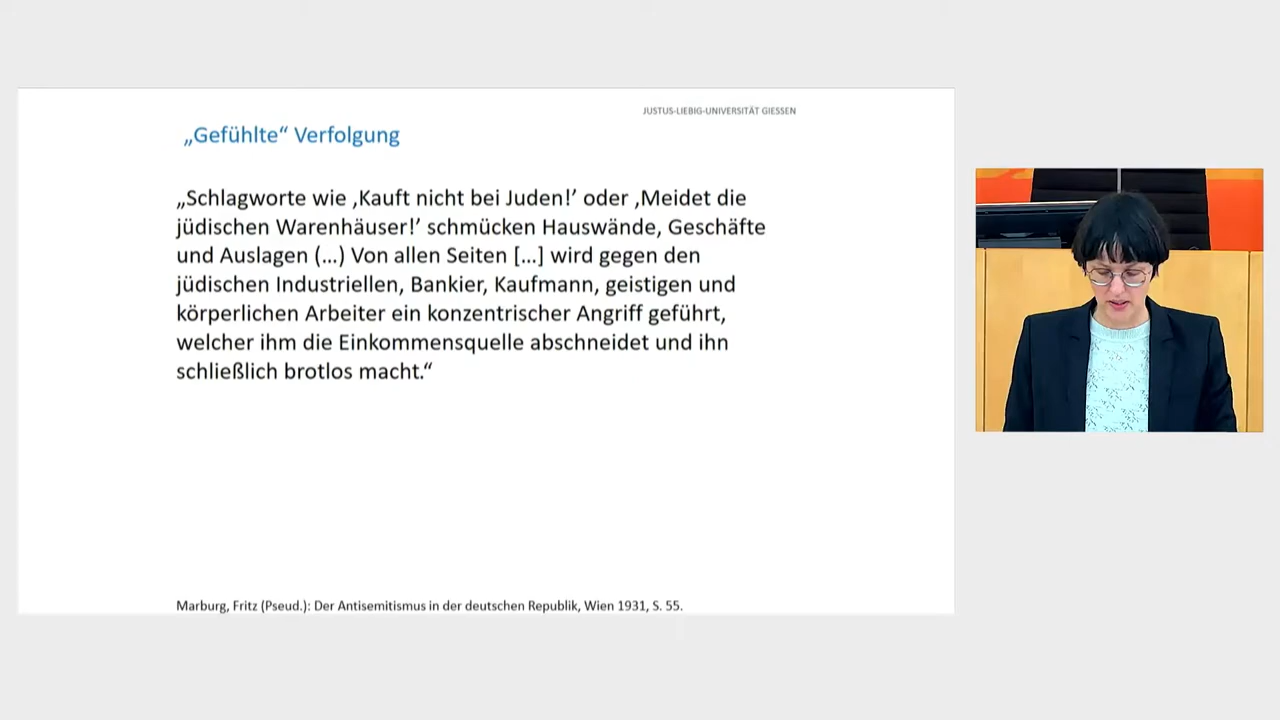 JUSTUS-LIEBIG-UNIVERSITÄT GIESSEN
„Gefühlte“ Verfolgung
„Schlagworte wie ‚Kauft nicht bei Juden!’ oder ‚Meidet die
jüdischen Warenhäuser!’ schmücken Hauswände, Geschäfte
und Auslagen (…) Von allen Seiten […] wird gegen den
jüdischen Industriellen, Bankier, Kaufmann, geistigen und
körperlichen Arbeiter ein konzentrischer Angriff geführt,
welcher ihm die Einkommensquelle abschneidet und ihn
schließlich brotlos macht.“
Marburg, Fritz (Pseud.): Der Antisemitismus in der deutschen Republik, Wien 1931, S. 55.